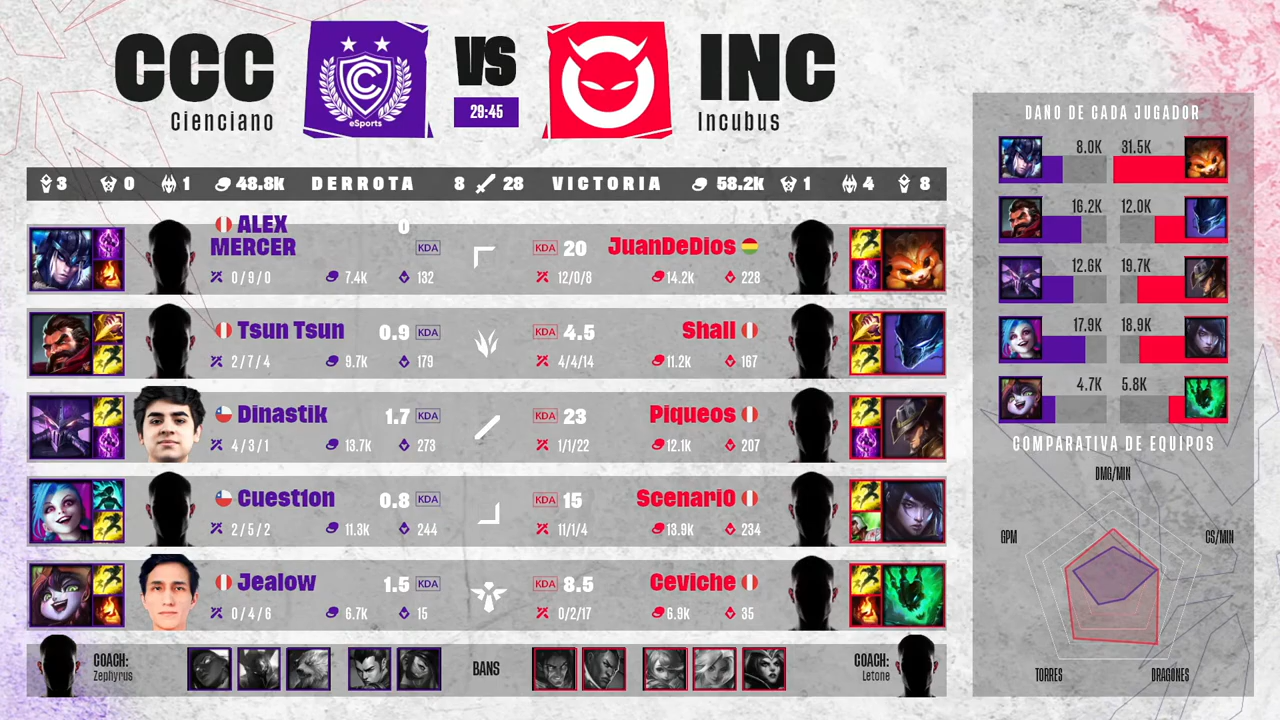 CCC
Cienciano
C
eSports
VS
29:45
INC
Incubus
3 0 1 48.8k DERROTA 8 28 VICTORIA 58.2k 1 4 8
ALEX MERCER 0 KDA
0/9/0 7.4k 132
KDA 20 JuanDeDios
12/0/8 14.2k 228
Tsun Tsun 0.9 KDA
2/7/4 9.7k 179
KDA 4.5 Shall
4/4/14 11.2k 167
Dinastik 1.7 KDA
4/3/1 13.7k 273
KDA 23 Piqueos
1/1/22 12.1k 207
Cuest1on 0.8 KDA
2/5/2 11.3k 244
KDA 15 Scenari0
11/1/4 13.9k 234
Jealow 1.5 KDA
0/4/6 6.7k 15
KDA 8.5 Ceviche
0/2/17 6.9k 35
COACH:
Zephyrus
BANS
COACH:
Letone
DAÑO DE CADA JUGADOR
8.0K 31.5K
16.2K 12.0K
12.6K 19.7K
17.9K 18.9K
4.7K 5.8K
COMPARATIVA DE EQUIPOS
DMG/MIN
GPM
CS/MIN
TORRES
DRAGONES